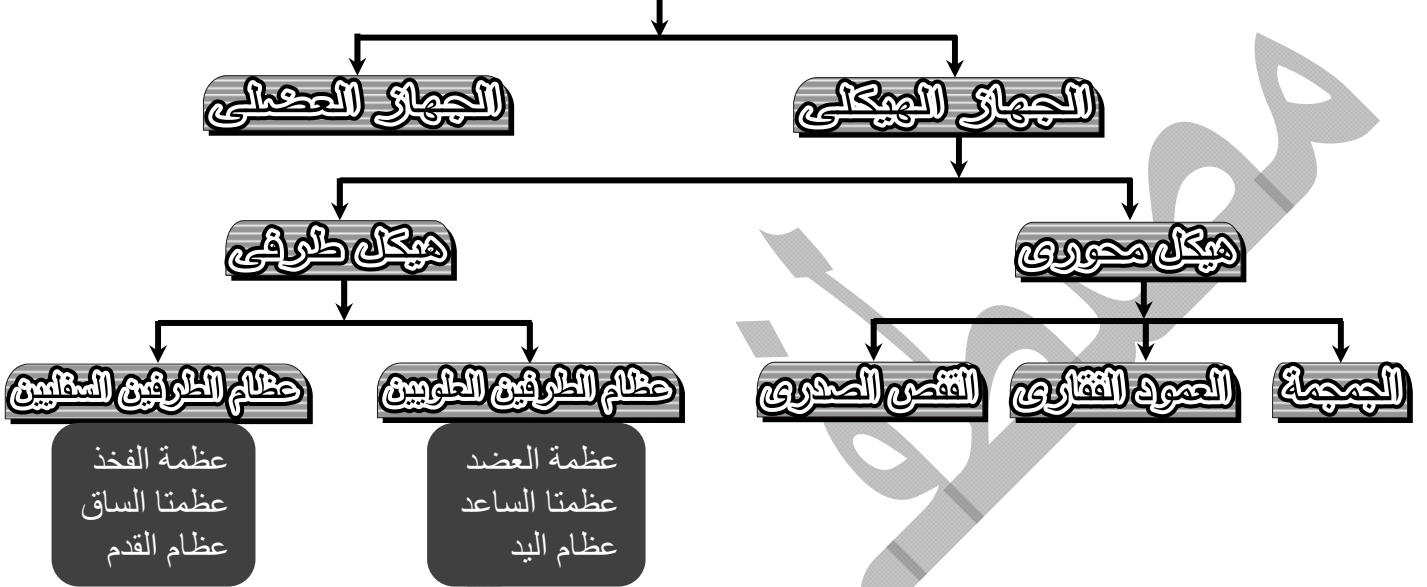 الجهاز الهيكلى
الجهاز العضلى
هيكل محورى
هيكل طرفى
الجمجمة
العمود الفقارى
القفص الصدرى
عظام الطرفين العلويين
عظام الطرفين السفليين
عظمة العضد
عظمتا الساعد
عظام اليد
عظمة الفخذ
عظمتا الساق
عظام القدم